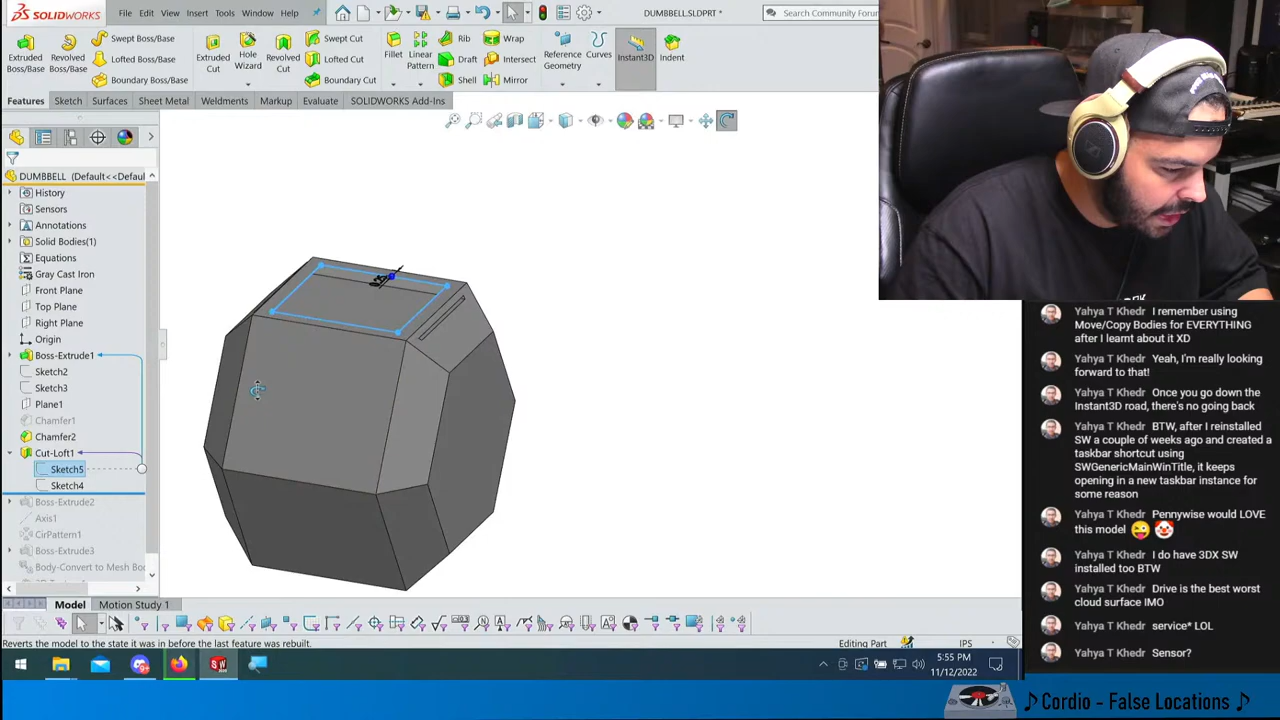 SOLIDWORKS
File
Edit
View
Insert
Tools
Window
Help
DUMBBELL.SLDPRT *
Search Community Forum
Extruded Boss/Base
Revolved Boss/Base
Swept Boss/Base
Lofted Boss/Base
Boundary Boss/Base
Extruded Cut
Hole Wizard
Revolved Cut
Swept Cut
Lofted Cut
Boundary Cut
Fillet
Linear Pattern
Rib
Draft
Shell
Wrap
Intersect
Mirror
Reference Geometry
Curves
Instant3D
Indent
Features
Sketch
Surfaces
Sheet Metal
Weldments
Markup
Evaluate
SOLIDWORKS Add-Ins
DUMBBELL (Default<<Defaul
History
Sensors
Annotations
Solid Bodies(1)
Equations
Gray Cast Iron
Front Plane
Top Plane
Right Plane
Origin
Boss-Extrude1
Sketch2
Sketch3
Plane1
Chamfer1
Chamfer2
Cut-Loft1
Sketch5
Sketch4
Boss-Extrude2
Axis1
CirPattern1
Boss-Extrude3
Body-Convert to Mesh Bod
Model
Motion Study 1
Reverts the model to the state it was in before the last feature was rebuilt.
Editing Part
IPS
5:55 PM
11/12/2022
Yahya T Khedr I remember using
Move/Copy Bodies for EVERYTHING
after I learnt about it XD
Yahya T Khedr Yeah, I'm really looking
forward to that!
Yahya T Khedr Once you go down the
Instant3D road, there's no going back
Yahya T Khedr BTW, after I reinstalled
SW a couple of weeks ago and created a
taskbar shortcut using
SWGenericMainWinTitle, it keeps
opening in a new taskbar instance for
some reason
Yahya T Khedr Pennywise would LOVE
this model
Yahya T Khedr I do have 3DX SW
installed too BTW
Yahya T Khedr Drive is the best worst
cloud surface IMO
Yahya T Khedr service* LOL
Yahya T Khedr Sensor?
♪ Cordio - False Locations ♪